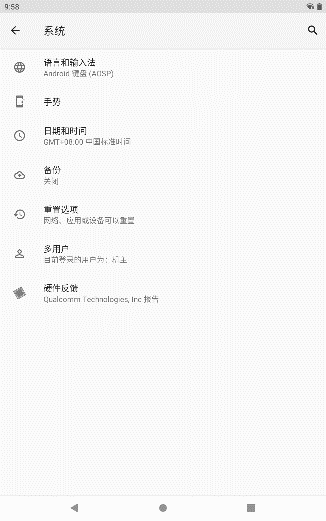 9:58
系统
语言和输入法
Android 键盘 (AOSP)
手势
日期和时间
GMT+08:00 中国标准时间
备份
关闭
重置选项
网络、应用或设备可以重置
多用户
目前登录的用户为：机主
硬件反馈
Qualcomm Technologies, Inc 报告